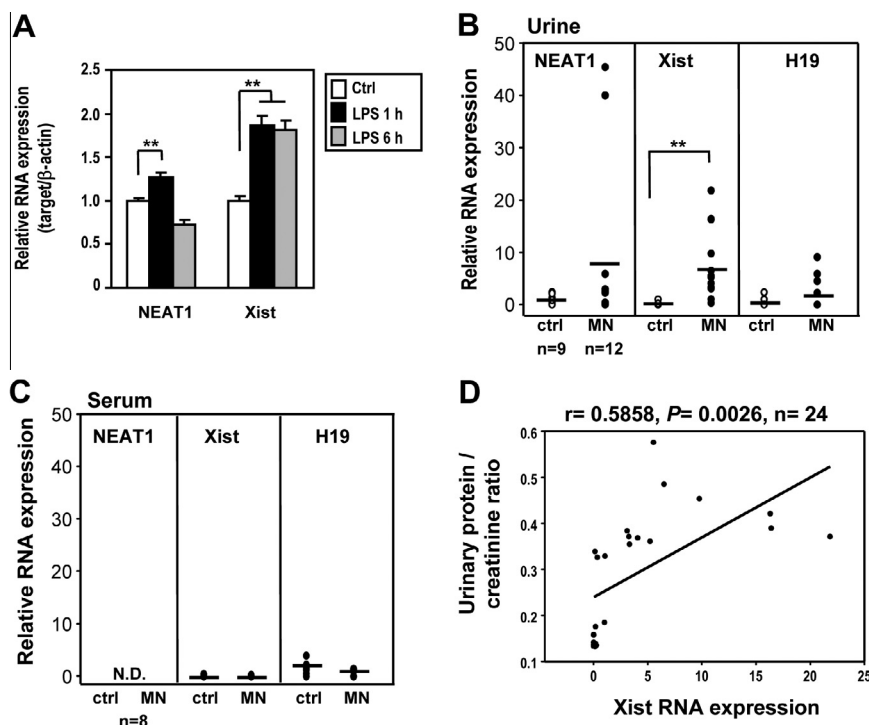 A
Relative RNA expression
(target/β-actin)
2.5
2.0
1.5
1.0
0.5
0
**
**
NEAT1 Xist
Ctrl
LPS 1 h
LPS 6 h
B Urine
NEAT1 Xist H19
Relative RNA expression
50
40
30
20
10
0
**
ctrl MN ctrl MN ctrl MN
n=9 n=12
C Serum
NEAT1 Xist H19
Relative RNA expression
50
40
30
20
10
0
N.D.
ctrl MN ctrl MN ctrl MN
n=8
D
r= 0.5858, P= 0.0026, n= 24
Urinary protein /
creatinine ratio
0.6
0.5
0.4
0.3
0.2
0.1
0 5 10 15 20 25
Xist RNA expression